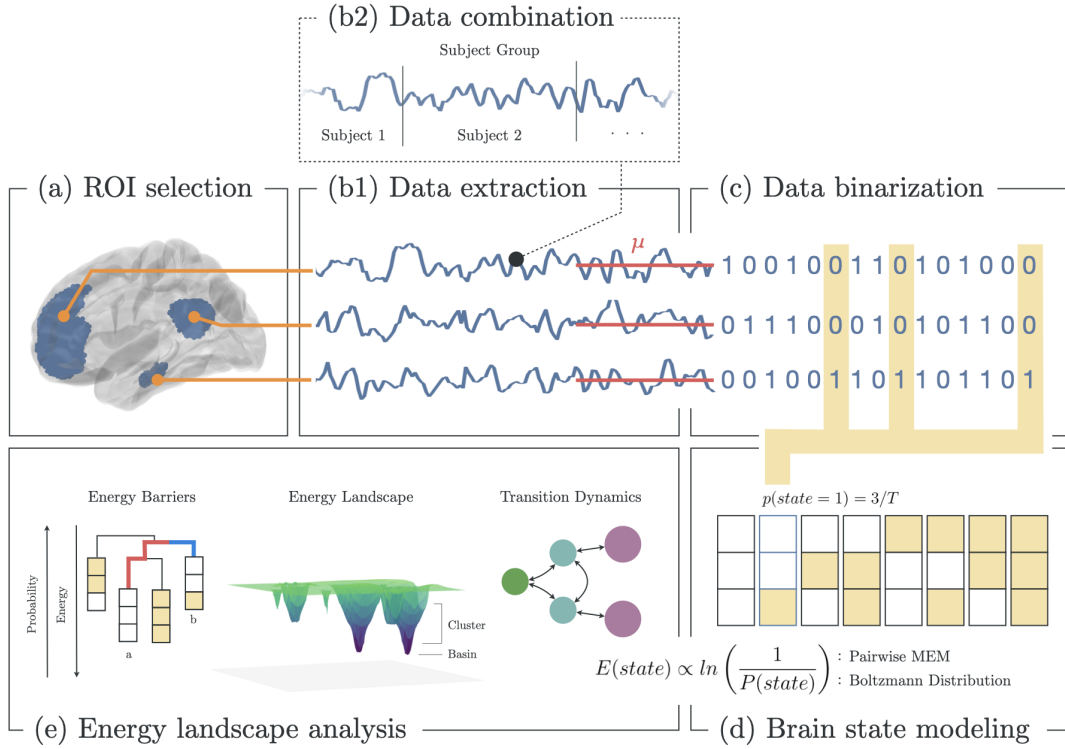 (b2) Data combination
Subject Group
Subject 1
Subject 2
. . .
(a) ROI selection
(b1) Data extraction
(c) Data binarization
μ
1 0 0 1 0 0 1 1 0 1 0 1 0 0 0
0 1 1 1 0 0 0 1 0 1 0 1 1 0 0
0 0 1 0 0 1 1 0 1 1 0 1 1 0 1
p(state = 1) = 3/T
Energy Barriers
Energy Landscape
Transition Dynamics
Probability
Energy
a
b
Cluster
Basin
E(state) ∝ ln ( 1 / P(state) )
: Pairwise MEM
: Boltzmann Distribution
(e) Energy landscape analysis
(d) Brain state modeling